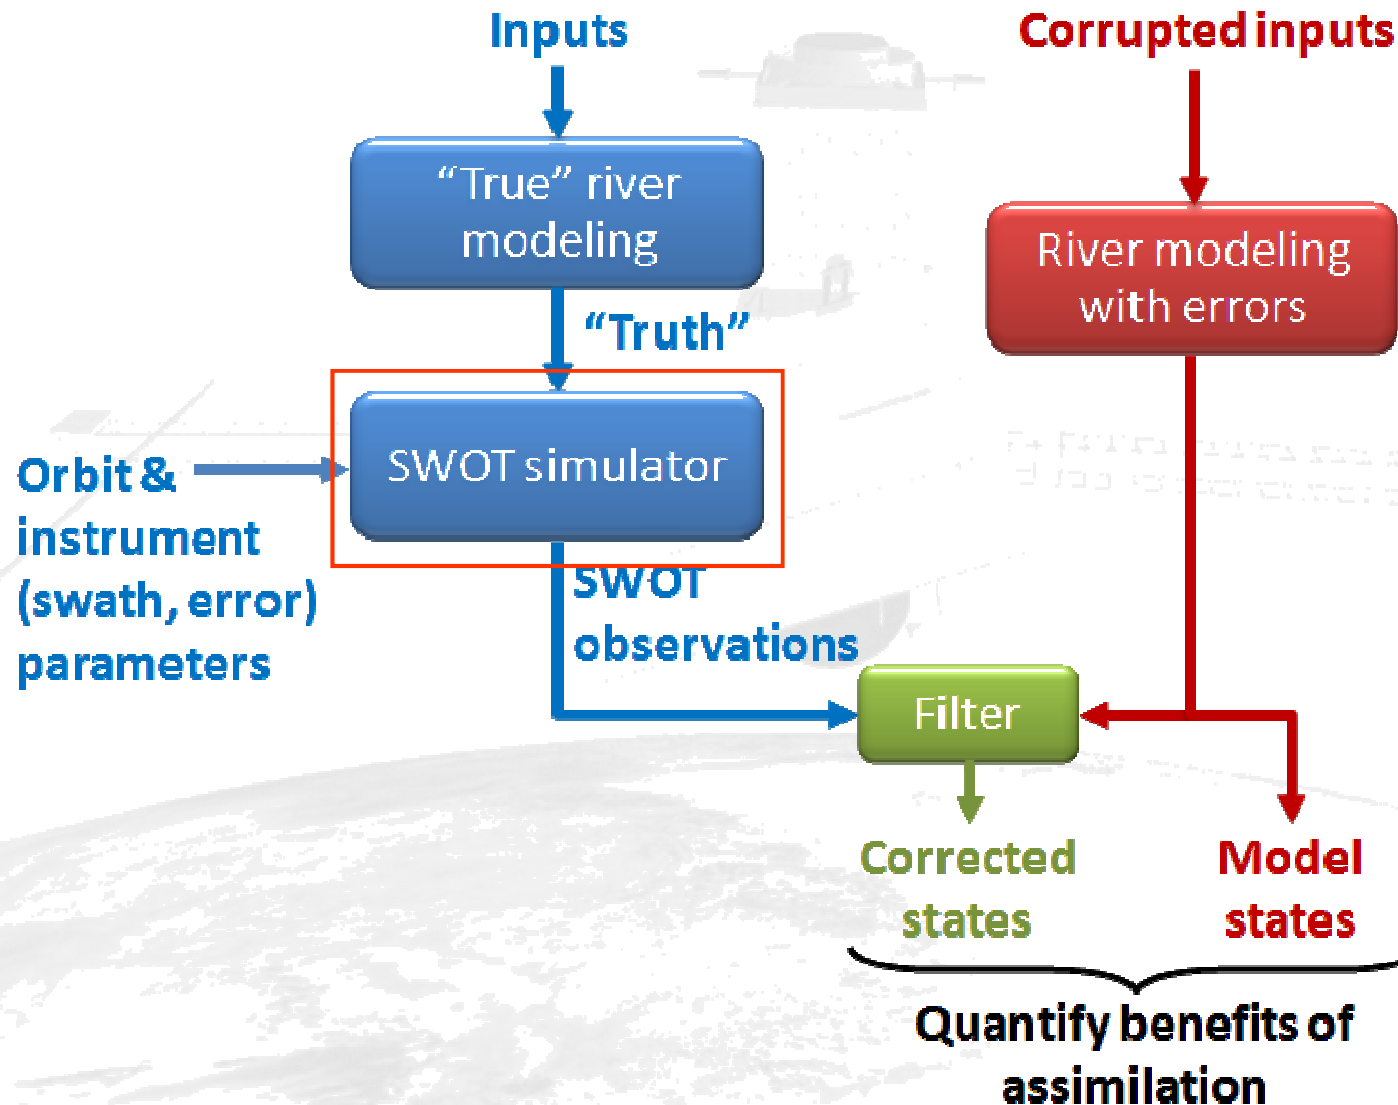 Inputs
Corrupted inputs
“True” river
modeling
River modeling
with errors
“Truth”
SWOT simulator
Orbit &
instrument
(swath, error)
parameters
SWOT
observations
Filter
Corrected
states
Model
states
Quantify benefits of
assimilation